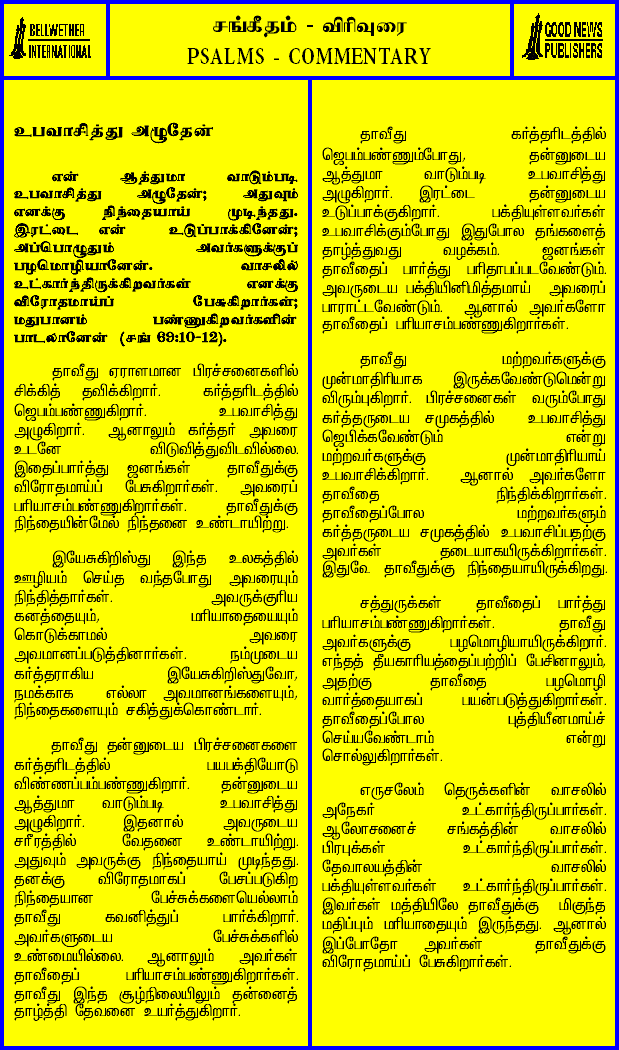 BELLWETHER
INTERNATIONAL
சங்கீதம் - விரிவுரை
PSALMS - COMMENTARY
GOOD NEWS
PUBLISHERS
உபவாசித்து அழுதேன்
என் ஆத்துமா வாடும்படி
உபவாசித்து அழுதேன்; அதுவும்
எனக்கு நிந்தையாய் முடிந்தது.
இரட்டை என் உடுப்பாக்கினேன்;
அப்பொழுதும் அவர்களுக்குப்
பழமொழியானேன். வாசலில்
உட்கார்ந்திருக்கிறவர்கள் எனக்கு
விரோதமாய்ப் பேசுகிறார்கள்;
மதுபானம் பண்ணுகிறவர்களின்
பாடலானேன் (சங் 69:10-12).
தாவீது ஏராளமான பிரச்சனைகளில்
சிக்கித் தவிக்கிறார். கர்த்தரிடத்தில்
ஜெபம்பண்ணுகிறார். உபவாசித்து
அழுகிறார். ஆனாலும் கர்த்தர் அவரை
உடனே விடுவித்துவிடவில்லை.
இதைப்பார்த்து ஜனங்கள் தாவீதுக்கு
விரோதமாய்ப் பேசுகிறார்கள். அவரைப்
பரியாசம்பண்ணுகிறார்கள். தாவீதுக்கு
நிந்தையின்மேல் நிந்தனை உண்டாயிற்று.
இயேசுகிறிஸ்து இந்த உலகத்தில்
ஊழியம் செய்த வந்தபோது அவரையும்
நிந்தித்தார்கள். அவருக்குரிய
கனத்தையும், மரியாதையையும்
கொடுக்காமல் அவரை
அவமானப்படுத்தினார்கள். நம்முடைய
கர்த்தராகிய இயேசுகிறிஸ்துவோ,
நமக்காக எல்லா அவமானங்களையும்,
நிந்தைகளையும் சகித்துக்கொண்டார்.
தாவீது தன்னுடைய பிரச்சனைகளை
கர்த்தரிடத்தில் பயபக்தியோடு
விண்ணப்பம்பண்ணுகிறார். தன்னுடைய
ஆத்துமா வாடும்படி உபவாசித்து
அழுகிறார். இதனால் அவருடைய
சரீரத்தில் வேதனை உண்டாயிற்று.
அதுவும் அவருக்கு நிந்தையாய் முடிந்தது.
தனக்கு விரோதமாகப் பேசப்படுகிற
நிந்தையான பேச்சுக்களையெல்லாம்
தாவீது கவனித்துப் பார்க்கிறார்.
அவர்களுடைய பேச்சுக்களில்
உண்மையில்லை. ஆனாலும் அவர்கள்
தாவீதைப் பரியாசம்பண்ணுகிறார்கள்.
தாவீது இந்த சூழ்நிலையிலும் தன்னைத்
தாழ்த்தி தேவனை உயர்த்துகிறார்.
தாவீது கர்த்தரிடத்தில்
ஜெபம்பண்ணும்போது, தன்னுடைய
ஆத்துமா வாடும்படி உபவாசித்து
அழுகிறார். இரட்டை தன்னுடைய
உடுப்பாக்குகிறார். பக்தியுள்ளவர்கள்
உபவாசிக்கும்போது இதுபோல தங்களைத்
தாழ்த்துவது வழக்கம். ஜனங்கள்
தாவீதைப் பார்த்து பரிதாபப்படவேண்டும்.
அவருடைய பக்தியினிமித்தமாய் அவரைப்
பாராட்டவேண்டும். ஆனால் அவர்களோ
தாவீதைப் பரியாசம்பண்ணுகிறார்கள்.
தாவீது மற்றவர்களுக்கு
முன்மாதிரியாக இருக்கவேண்டுமென்று
விரும்புகிறார். பிரச்சனைகள் வரும்போது
கர்த்தருடைய சமுகத்தில் உபவாசித்து
ஜெபிக்கவேண்டும் என்று
மற்றவர்களுக்கு முன்மாதிரியாய்
உபவாசிக்கிறார். ஆனால் அவர்களோ
தாவீதை நிந்திக்கிறார்கள்.
தாவீதைப்போல மற்றவர்களும்
கர்த்தருடைய சமுகத்தில் உபவாசிப்பதற்கு
அவர்கள் தடையாகயிருக்கிறார்கள்.
இதுவே தாவீதுக்கு நிந்தையாயிருக்கிறது.
சத்துருக்கள் தாவீதைப் பார்த்து
பரியாசம்பண்ணுகிறார்கள். தாவீது
அவர்களுக்கு பழமொழியாயிருக்கிறார்.
எந்தத் தீயகாரியத்தைப்பற்றிப் பேசினாலும்,
அதற்கு தாவீதை பழமொழி
வார்த்தையாகப் பயன்படுத்துகிறார்கள்.
தாவீதைப்போல புத்தியீனமாய்ச்
செய்யவேண்டாம் என்று
சொல்லுகிறார்கள்.
எருசலேம் தெருக்களின் வாசலில்
அநேகர் உட்கார்ந்திருப்பார்கள்.
ஆலோசனைச் சங்கத்தின் வாசலில்
பிரபுக்கள் உட்கார்ந்திருப்பார்கள்.
தேவாலயத்தின் வாசலில்
பக்தியுள்ளவர்கள் உட்கார்ந்திருப்பார்கள்.
இவர்கள் மத்தியிலே தாவீதுக்கு மிகுந்த
மதிப்பும் மரியாதையும் இருந்தது. ஆனால்
இப்போதோ அவர்கள் தாவீதுக்கு
விரோதமாய்ப் பேசுகிறார்கள்.